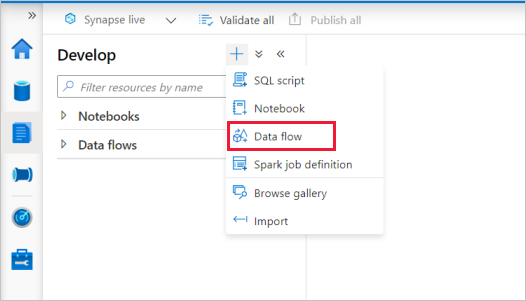 Synapse live
Validate all
Publish all
Develop
Filter resources by name
Notebooks
Data flows
SQL script
Notebook
Data flow
Spark job definition
Browse gallery
Import